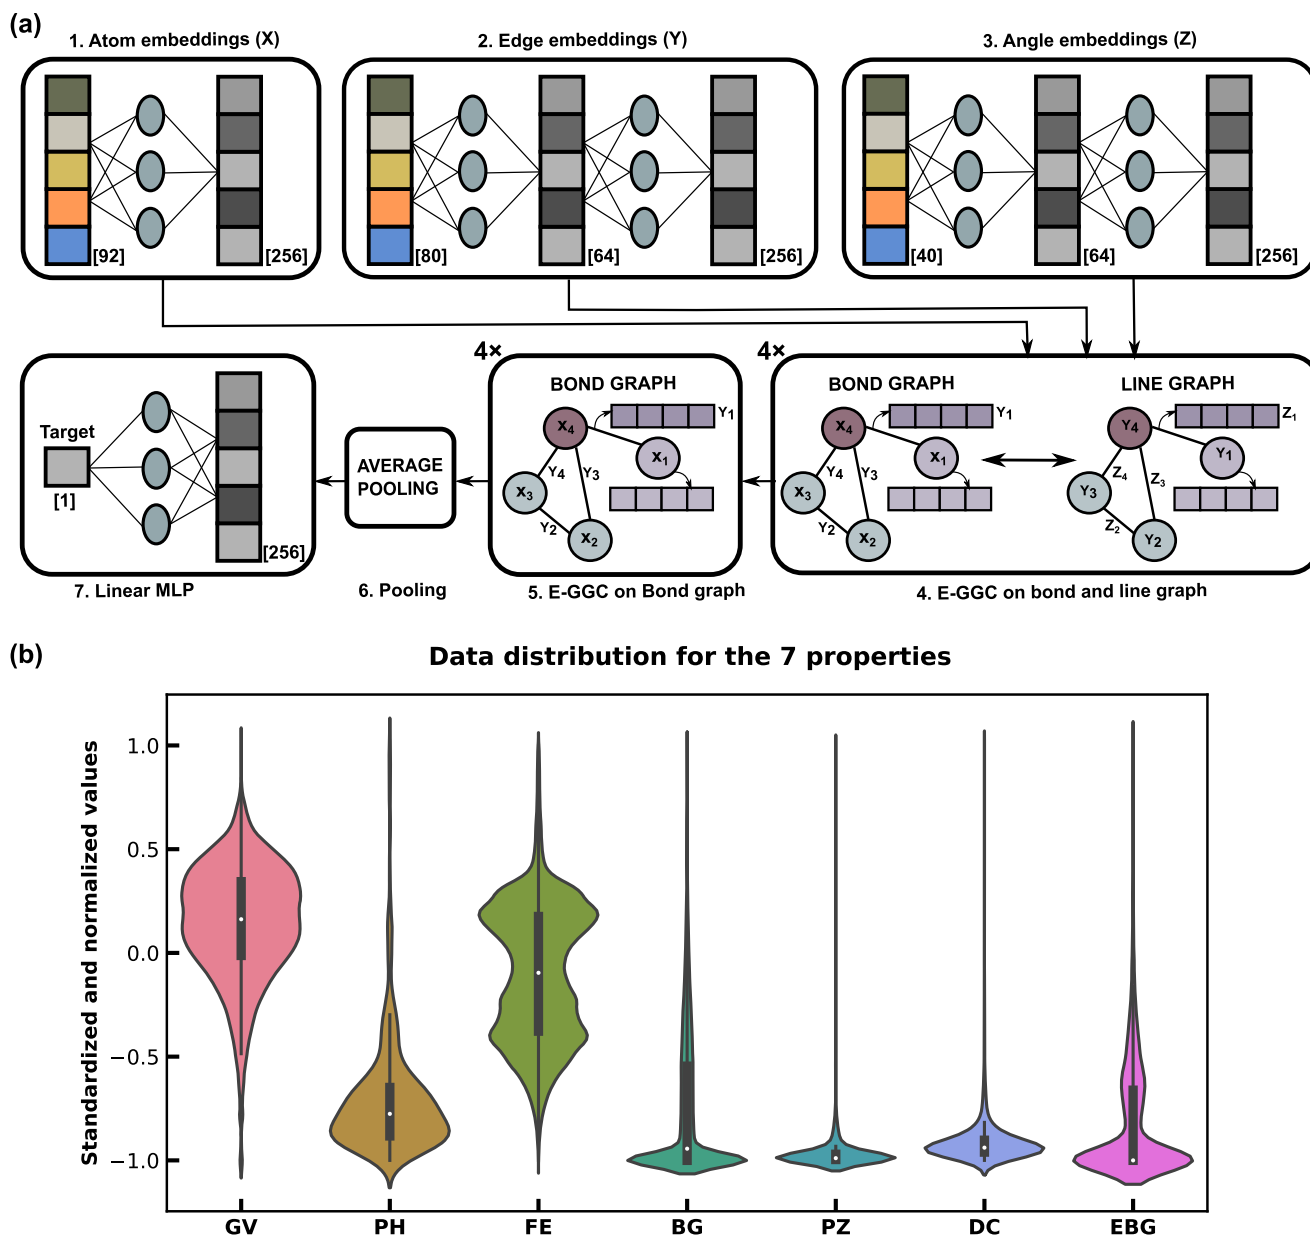 (a)
1. Atom embeddings (X)
2. Edge embeddings (Y)
3. Angle embeddings (Z)
[92]
[256]
[80]
[64]
[256]
[40]
[64]
[256]
Target
[1]
[256]
7. Linear MLP
AVERAGE
POOLING
6. Pooling
4×
BOND GRAPH
X4
Y1
X1
Y4
Y3
X3
Y2
X2
5. E-GGC on Bond graph
4×
BOND GRAPH
X4
Y1
X1
Y4
Y3
X3
Y2
X2
LINE GRAPH
Y4
Z1
Y1
Z4
Z3
Y3
Z2
Y2
4. E-GGC on bond and line graph
(b)
Data distribution for the 7 properties
Standardized and normalized values
1.0
0.5
0.0
−0.5
−1.0
GV
PH
FE
BG
PZ
DC
EBG